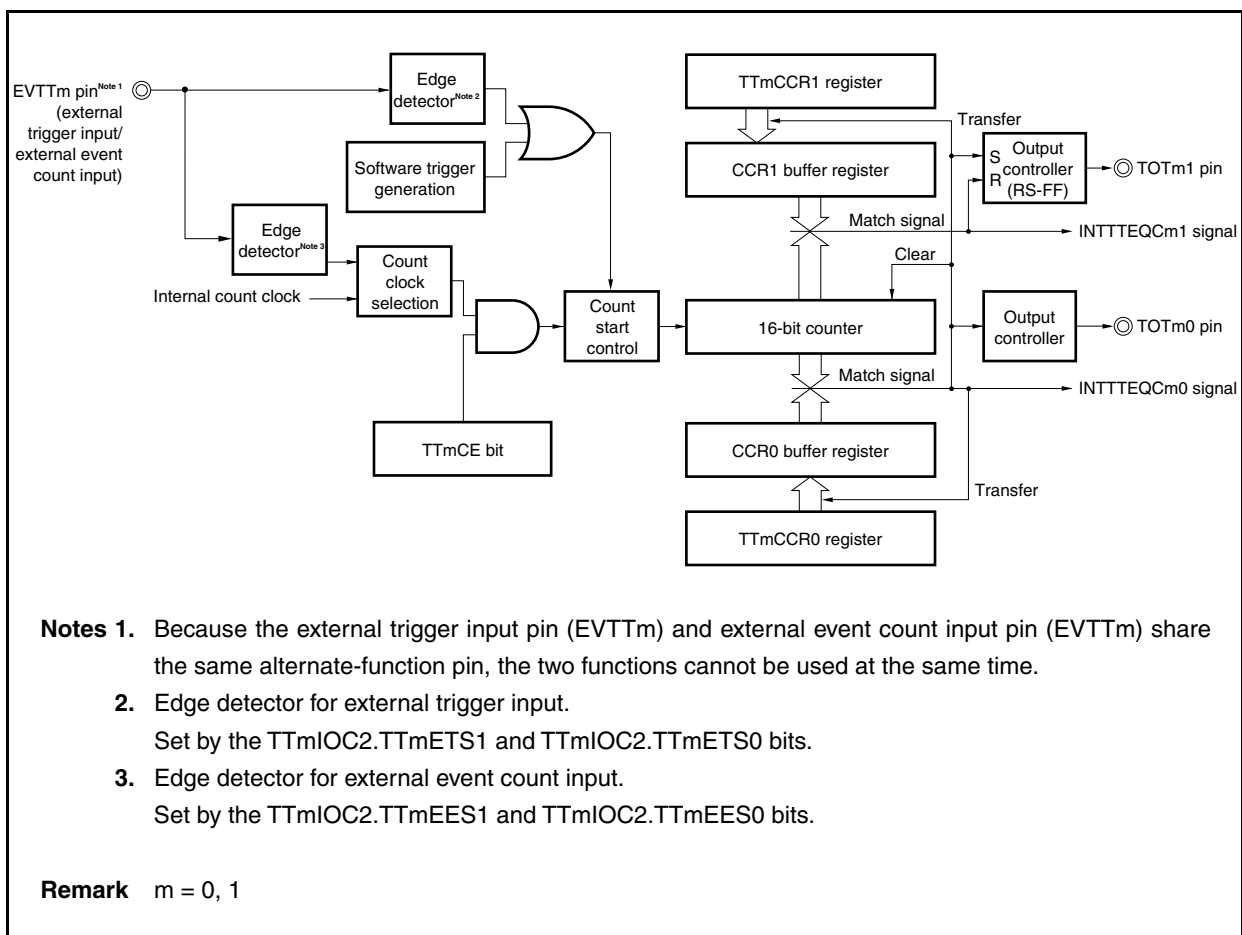 EVTTm pin Note 1
(external
trigger input/
external event
count input)
Edge
detector Note 2
Software trigger
generation
Edge
detector Note 3
Internal count clock
Count
clock
selection
TTmCE bit
Count
start
control
TTmCCR1 register
Transfer
CCR1 buffer register
Match signal
Clear
16-bit counter
Match signal
CCR0 buffer register
Transfer
TTmCCR0 register
S
R
Output
controller
(RS-FF)
TOTm1 pin
INTTTEQCm1 signal
Output
controller
TOTm0 pin
INTTTEQCm0 signal
Notes 1. Because the external trigger input pin (EVTTm) and external event count input pin (EVTTm) share
the same alternate-function pin, the two functions cannot be used at the same time.
2. Edge detector for external trigger input.
Set by the TTmIOC2.TTmETS1 and TTmIOC2.TTmETS0 bits.
3. Edge detector for external event count input.
Set by the TTmIOC2.TTmEES1 and TTmIOC2.TTmEES0 bits.
Remark m = 0, 1